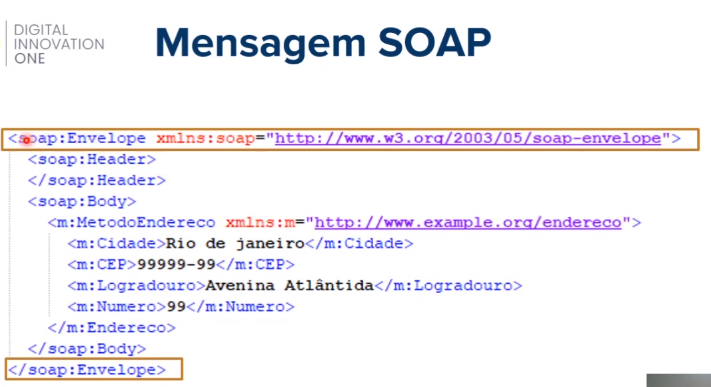 DIGITAL
INNOVATION
ONE
Mensagem SOAP
<soap:Envelope xmlns:soap="http://www.w3.org/2003/05/soap-envelope">
<soap:Header>
</soap:Header>
<soap:Body>
<m:MetodoEndereco xmlns:m="http://www.example.org/endereco">
<m:Cidade>Rio de janeiro</m:Cidade>
<m:CEP>99999-99</m:CEP>
<m:Logradouro>Avenina Atlântida</m:Logradouro>
<m:Numero>99</m:Numero>
</m:Endereco>
</soap:Body>
</soap:Envelope>